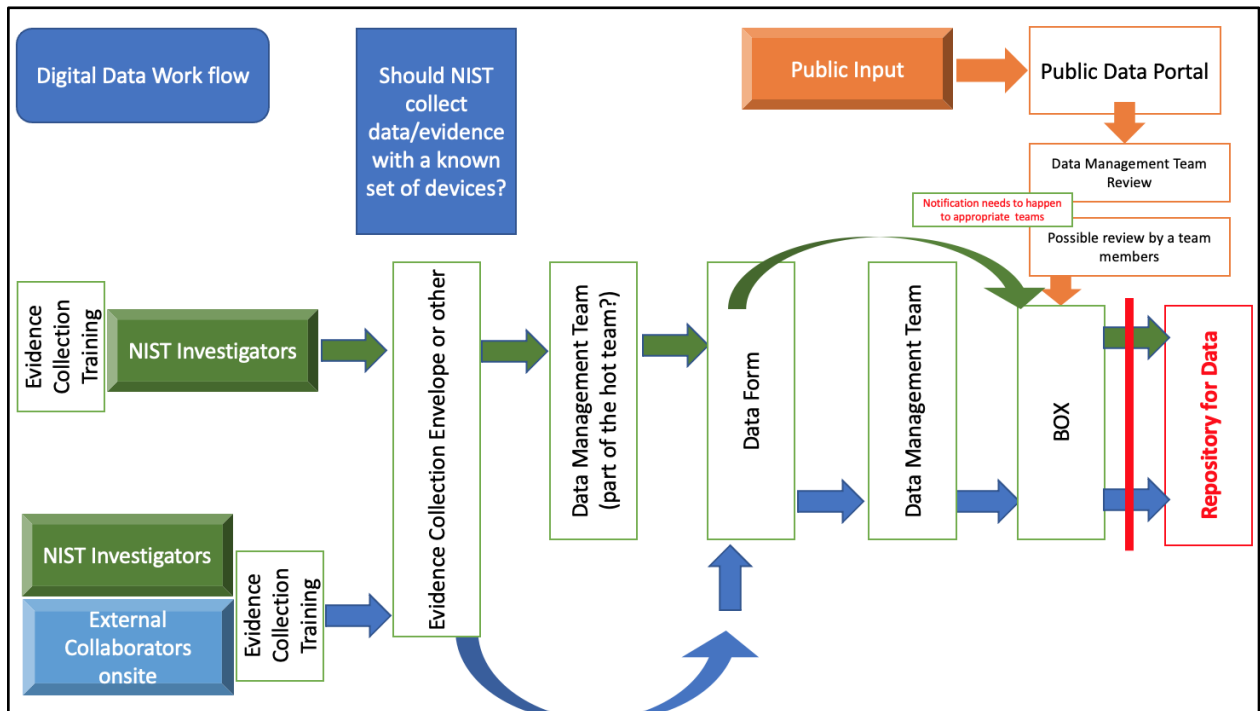 Digital Data Work flow
Should NIST
collect
data/evidence
with a known
set of devices?
Public Input
Public Data Portal
Data Management Team
Review
Notification needs to happen
to appropriate teams
Possible review by a team
members
Evidence
Collection
Training
NIST Investigators
Evidence Collection Envelope or other
Data Management Team
(part of the hot team?)
Data Form
Data Management Team
BOX
Repository for Data
NIST Investigators
External
Collaborators
onsite
Evidence
Collection
Training